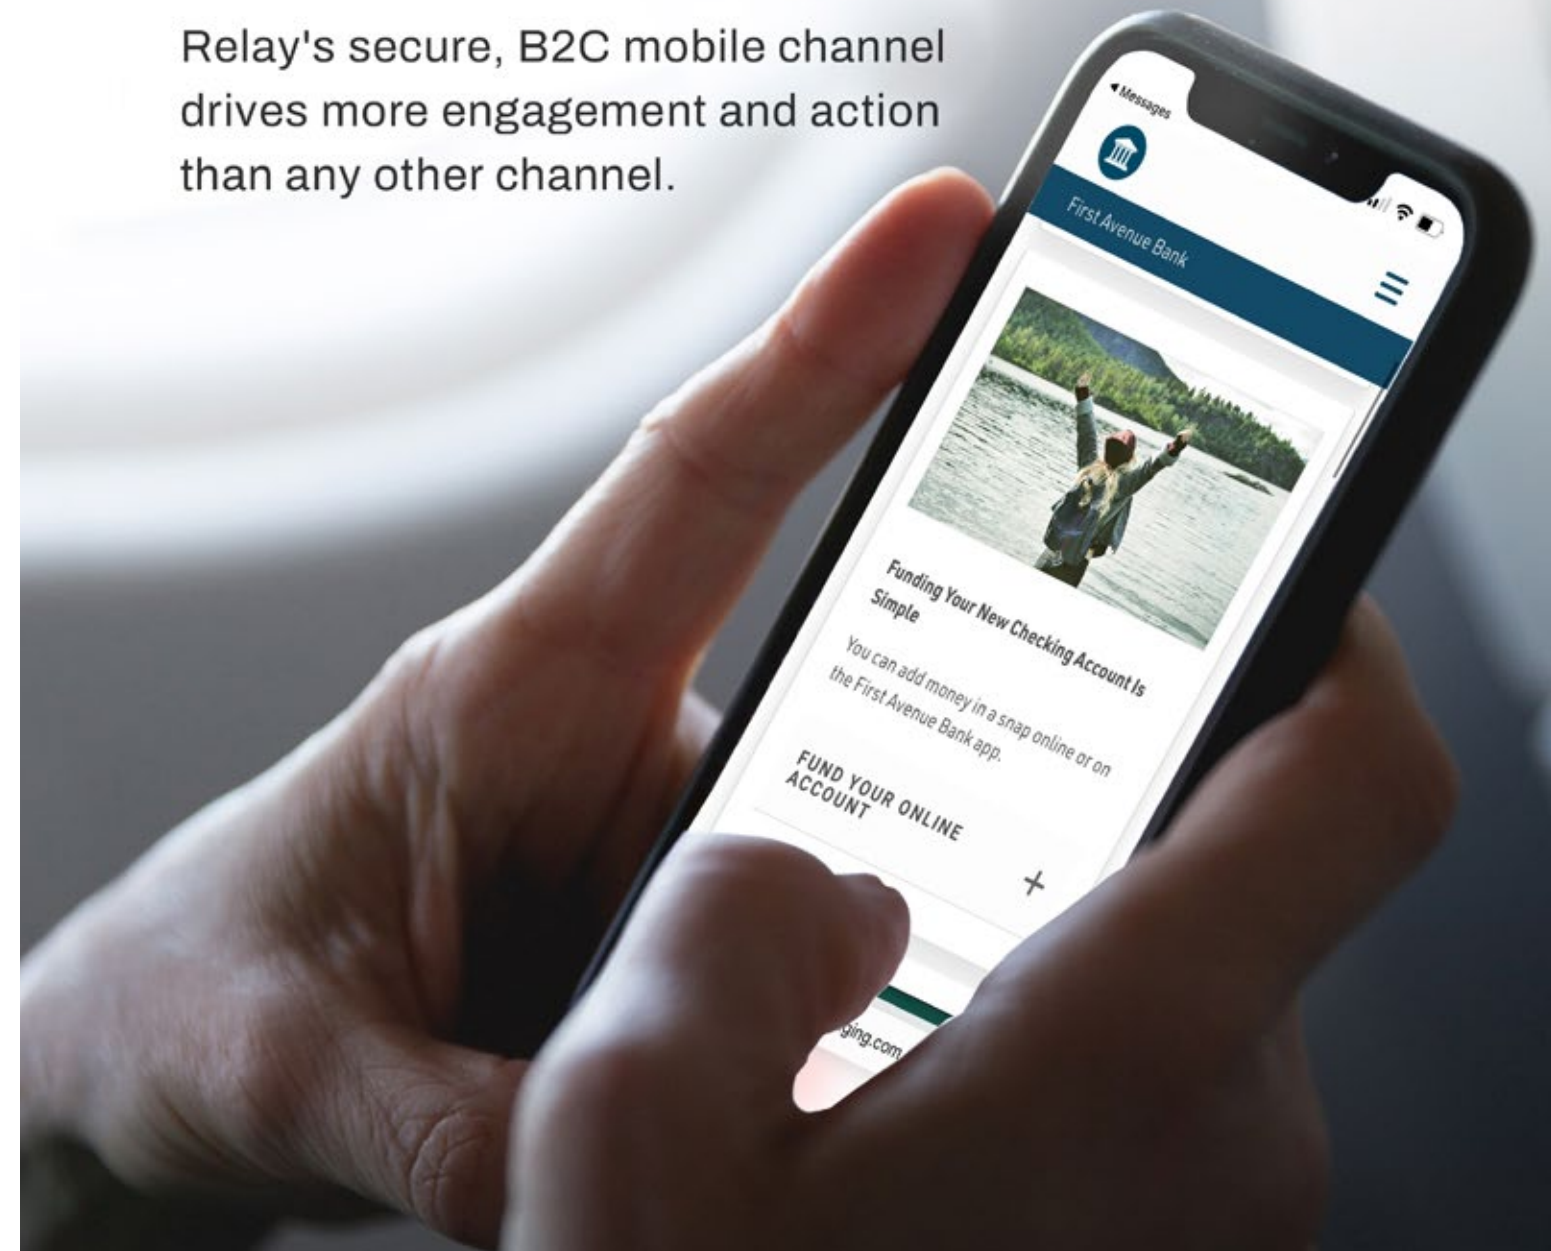 Relay's secure, B2C mobile channel
drives more engagement and action
than any other channel.
Messages
First Avenue Bank
Funding Your New Checking Account Is
Simple
You can add money in a snap online or on
the First Avenue Bank app.
FUND YOUR ONLINE
ACCOUNT
ging.com